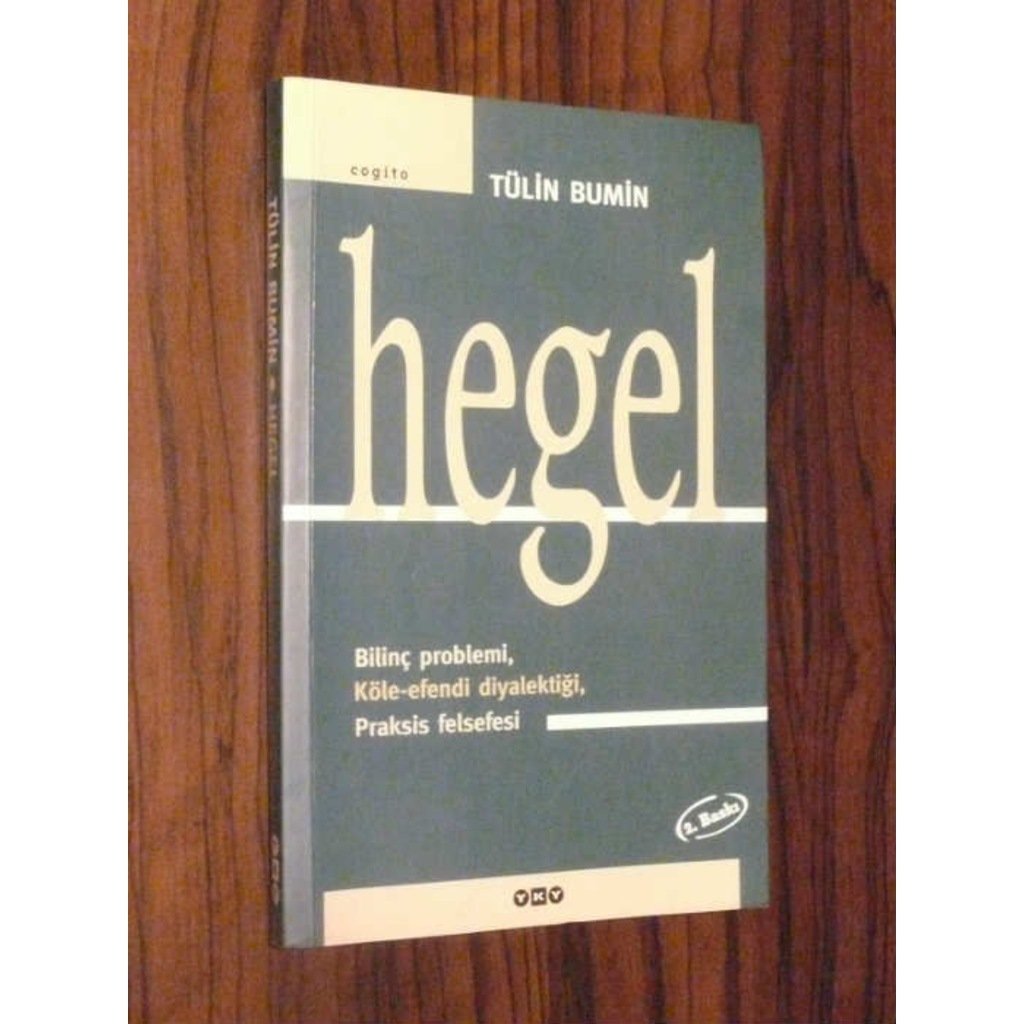 cogito
TÜLİN BUMİN
hegel
Bilinç problemi,
Köle-efendi diyalektiği,
Praksis felsefesi
2. Baskı
YKY
TÜLİN BUMİN • HEGEL